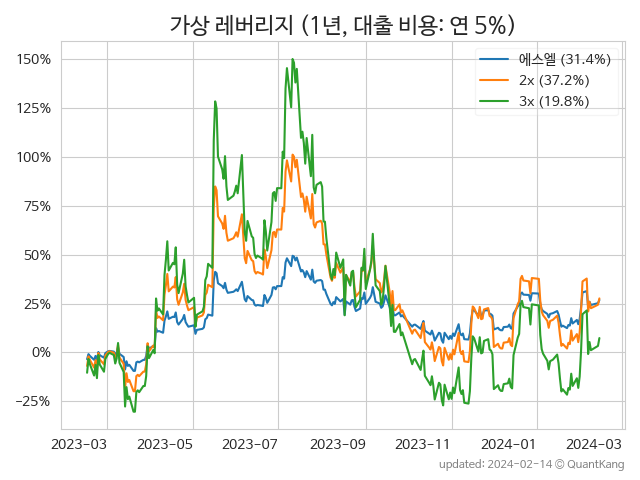 가상 레버리지 (1년, 대출 비용: 연 5%)
에스엘 (31.4%)
2x (37.2%)
3x (19.8%)
150%
125%
100%
75%
50%
25%
0%
−25%
2023-03 2023-05 2023-07 2023-09 2023-11 2024-01 2024-03
updated: 2024-02-14 © QuantKang